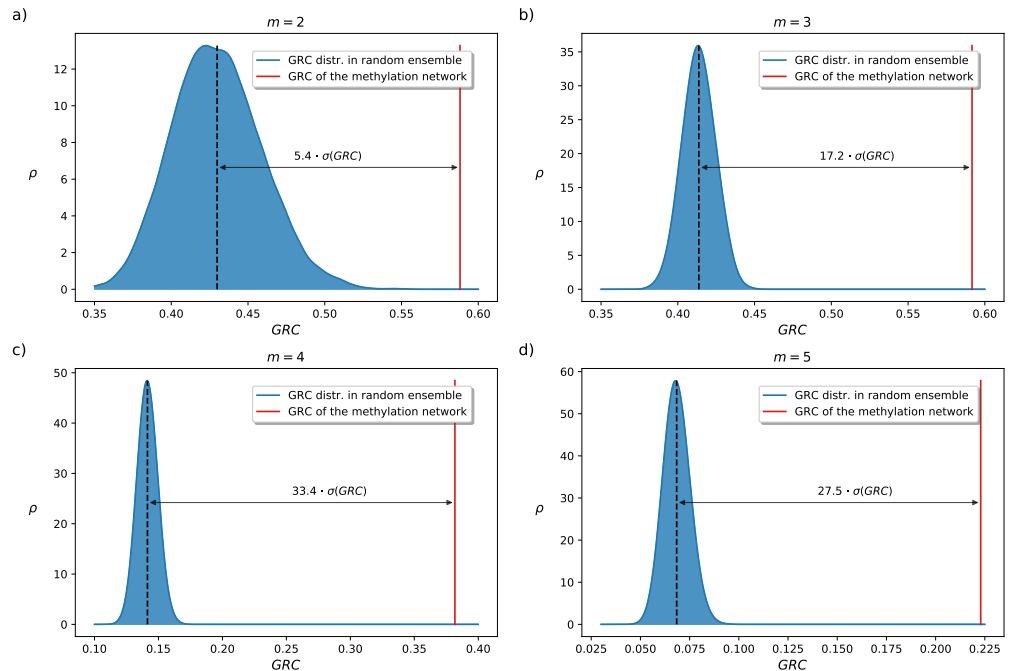 a)
m = 2
12
10
8
6
4
2
0
ρ
GRC distr. in random ensemble
GRC of the methylation network
5.4 · σ(GRC)
0.35 0.40 0.45 0.50 0.55 0.60
GRC
b)
m = 3
35
30
25
20
15
10
5
0
ρ
GRC distr. in random ensemble
GRC of the methylation network
17.2 · σ(GRC)
0.35 0.40 0.45 0.50 0.55 0.60
GRC
c)
m = 4
50
40
30
20
10
0
ρ
GRC distr. in random ensemble
GRC of the methylation network
33.4 · σ(GRC)
0.10 0.15 0.20 0.25 0.30 0.35 0.40
GRC
d)
m = 5
60
50
40
30
20
10
0
ρ
GRC distr. in random ensemble
GRC of the methylation network
27.5 · σ(GRC)
0.025 0.050 0.075 0.100 0.125 0.150 0.175 0.200 0.225
GRC